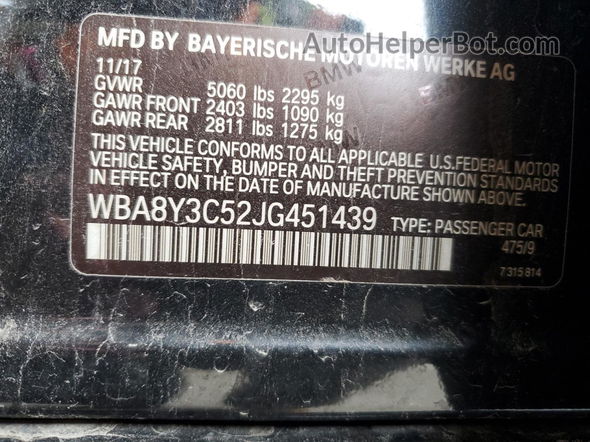 AutoHelperBot.com
MFD BY BAYERISCHE MOTOREN WERKE AG
11/17
GVWR 5060 lbs 2295 kg
GAWR FRONT 2403 lbs 1090 kg
GAWR REAR 2811 lbs 1275 kg
THIS VEHICLE CONFORMS TO ALL APPLICABLE U.S.FEDERAL MOTOR
VEHICLE SAFETY, BUMPER AND THEFT PREVENTION STANDARDS
IN EFFECT ON THE DATE OF MANUFACTURE SHOWN ABOVE.
WBA8Y3C52JG451439 TYPE: PASSENGER CAR
475/9
7 315 814
AutoHelperBot.com